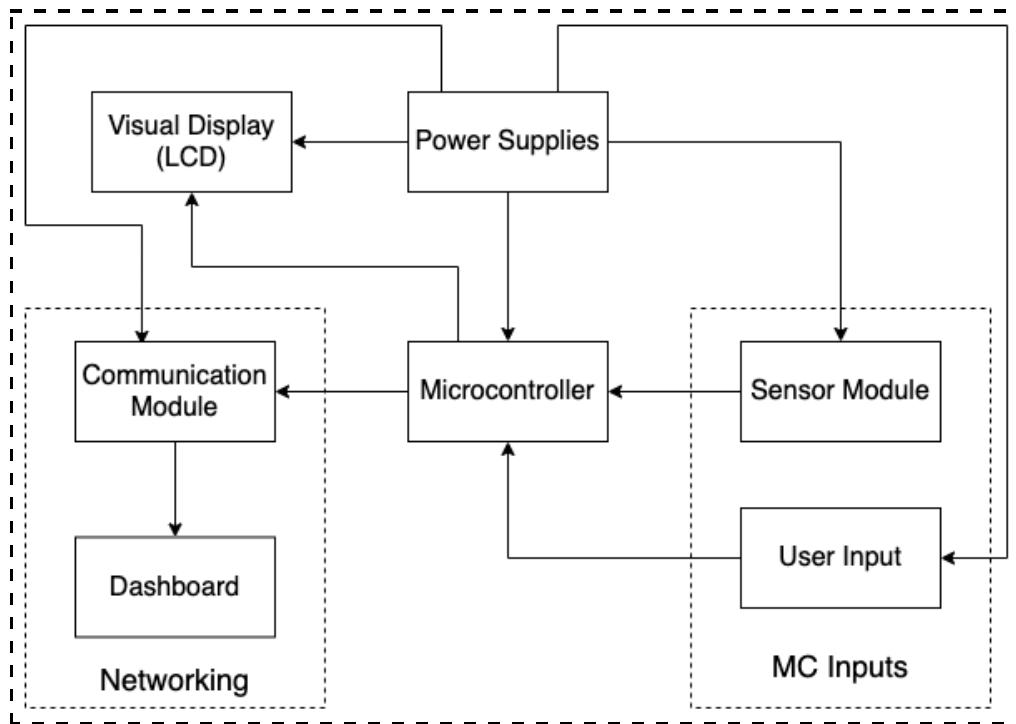 Visual Display
(LCD)
Power Supplies
Communication
Module
Microcontroller
Sensor Module
User Input
Dashboard
Networking
MC Inputs